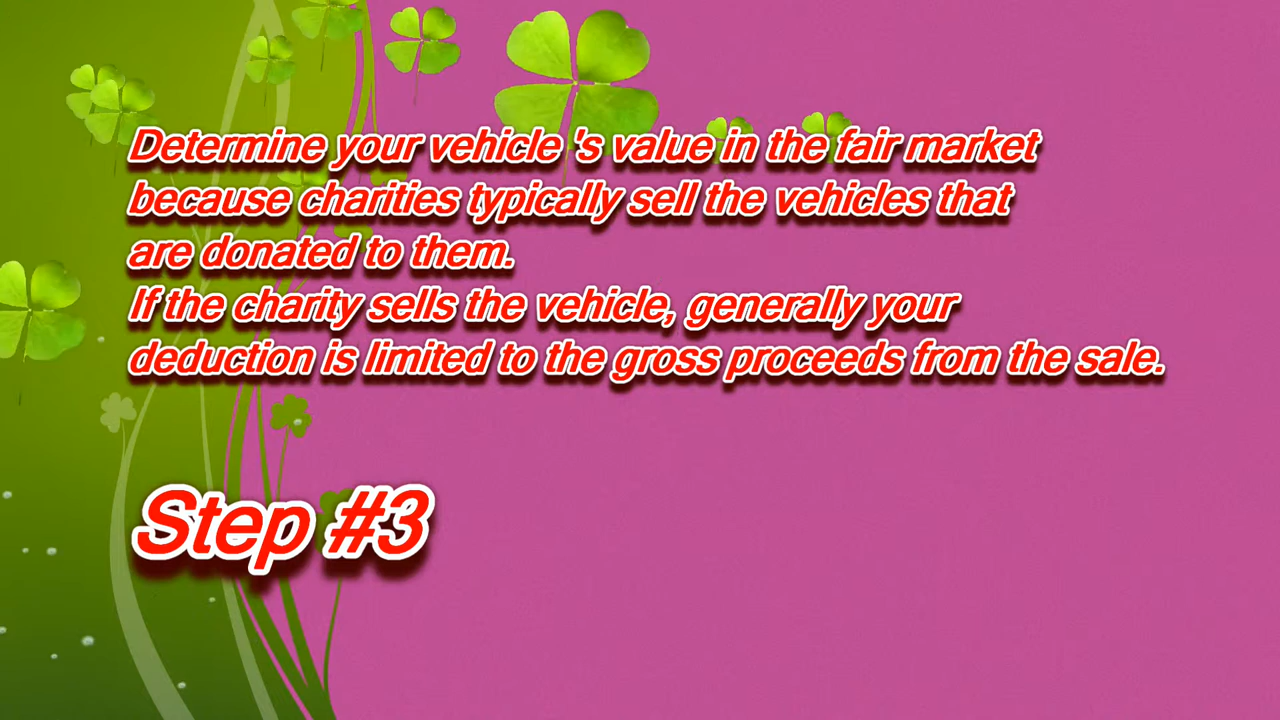 Determine your vehicle 's value in the fair market
because charities typically sell the vehicles that
are donated to them.
If the charity sells the vehicle, generally your
deduction is limited to the gross proceeds from the sale.
Step #3